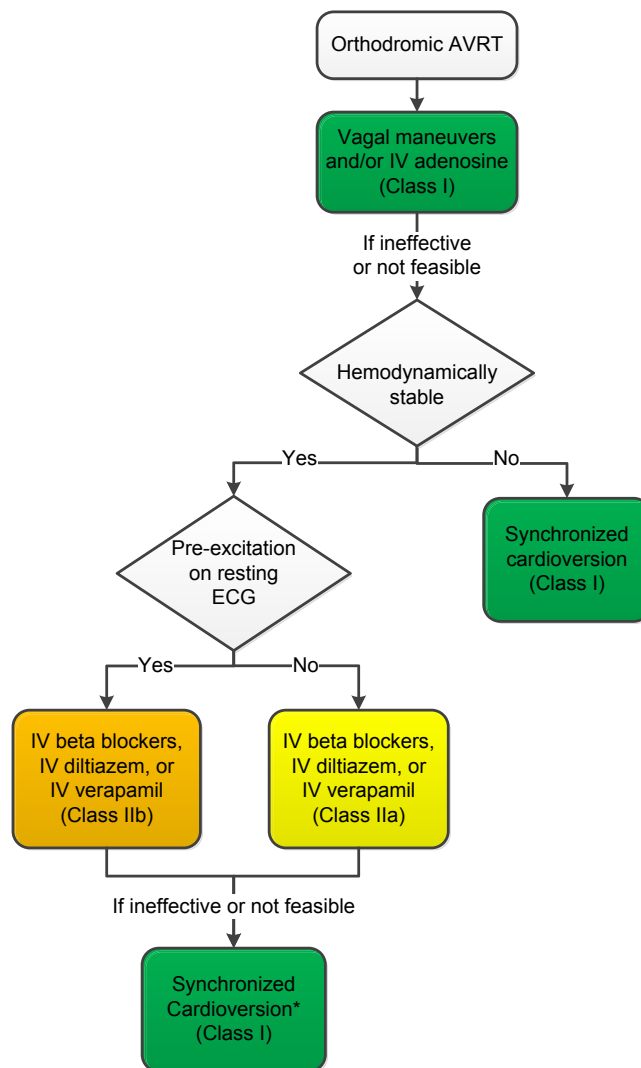 Orthodromic AVRT
Vagal maneuvers
and/or IV adenosine
(Class I)
If ineffective
or not feasible
Hemodynamically
stable
Yes
No
Synchronized
cardioversion
(Class I)
Pre-excitation
on resting
ECG
Yes
No
IV beta blockers,
IV diltiazem, or
IV verapamil
(Class IIb)
IV beta blockers,
IV diltiazem, or
IV verapamil
(Class IIa)
If ineffective or not feasible
Synchronized
Cardioversion*
(Class I)